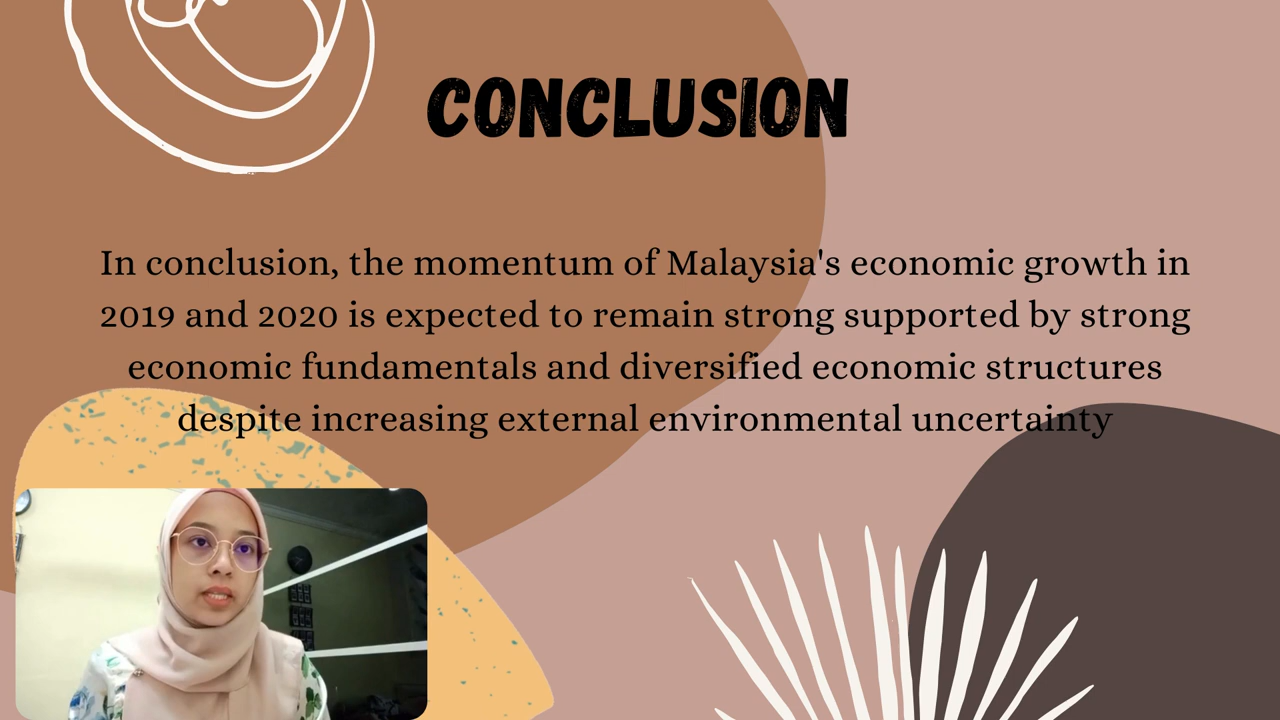 CONCLUSION
In conclusion, the momentum of Malaysia's economic growth in
2019 and 2020 is expected to remain strong supported by strong
economic fundamentals and diversified economic structures
despite increasing external environmental uncertainty